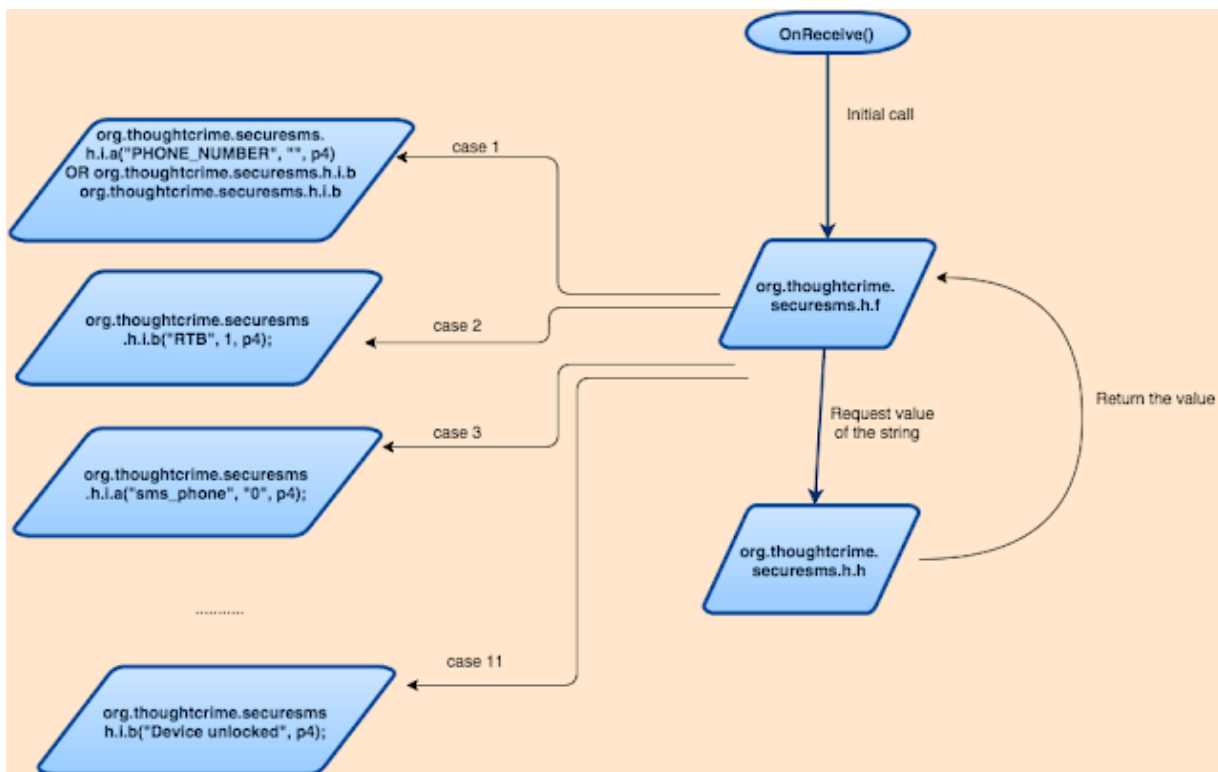 OnReceive()
Initial call
org.thoughtcrime.securesms.
h.i.a("PHONE_NUMBER", "", p4)
OR org.thoughtcrime.securesms.h.i.b
org.thoughtcrime.securesms.h.i.b
case 1
org.thoughtcrime.
securesms.h.f
org.thoughtcrime.securesms
.h.i.b("RTB", 1, p4);
case 2
Return the value
Request value
of the string
case 3
org.thoughtcrime.securesms
.h.i.a("sms_phone", "0", p4);
org.thoughtcrime.
securesms.h.h
............
case 11
org.thoughtcrime.securesms
h.i.b("Device unlocked", p4);